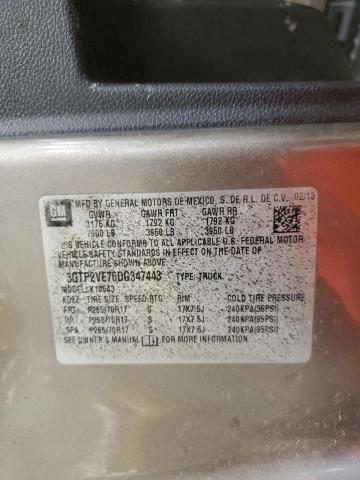 GM
MFD BY GENERAL MOTORS DE MEXICO, S. DE R.L. DE C.V. 02/13
GVWR GAWR FRT GAWR RR
3175 KG 1792 KG 1792 KG
7000 LB 3950 LB 3950 LB
THIS VEHICLE CONFORMS TO ALL APPLICABLE U.S. FEDERAL MOTOR
VEHICLE SAFETY STANDARDS IN EFFECT ON THE DATE OF
MANUFACTURE SHOWN ABOVE.
3GTP2VE76DG347443 TYPE: TRUCK
MODEL: K10543
TIRE SIZE SPEED RTG RIM COLD TIRE PRESSURE
FRT P265/70R17 S 17X7.5J 240KPA(35PSI)
RR P265/70R17 S 17X7.5J 240KPA(35PSI)
SPA P265/70R17 S 17X7.5J 240KPA(35PSI)
SEE OWNER'S MANUAL FOR ADDITIONAL INFORMATION.